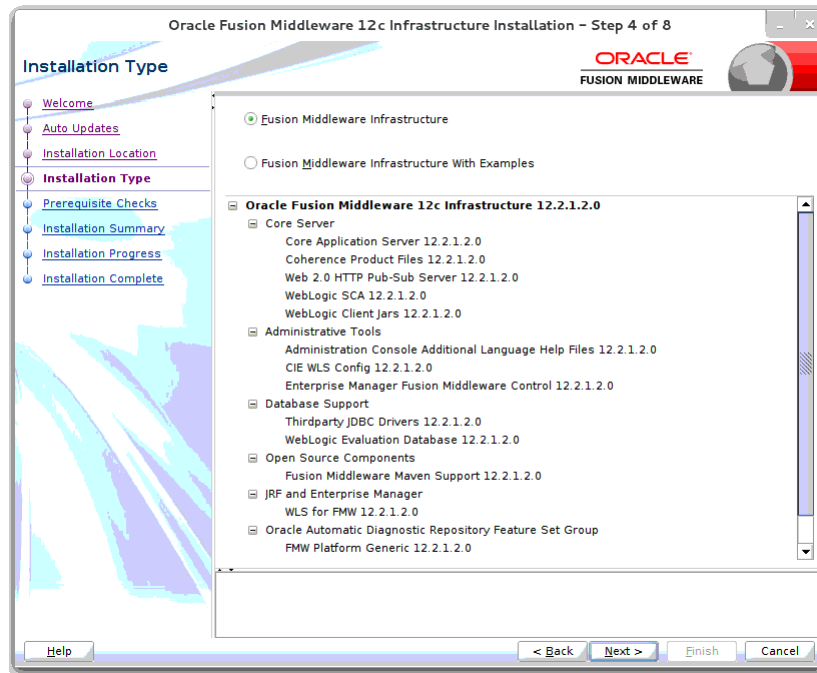 Oracle Fusion Middleware 12c Infrastructure Installation – Step 4 of 8
Installation Type
ORACLE
FUSION MIDDLEWARE
Welcome
Auto Updates
Installation Location
Installation Type
Prerequisite Checks
Installation Summary
Installation Progress
Installation Complete
Fusion Middleware Infrastructure
Fusion Middleware Infrastructure With Examples
Oracle Fusion Middleware 12c Infrastructure 12.2.1.2.0
Core Server
Core Application Server 12.2.1.2.0
Coherence Product Files 12.2.1.2.0
Web 2.0 HTTP Pub-Sub Server 12.2.1.2.0
WebLogic SCA 12.2.1.2.0
WebLogic Client Jars 12.2.1.2.0
Administrative Tools
Administration Console Additional Language Help Files 12.2.1.2.0
CIE WLS Config 12.2.1.2.0
Enterprise Manager Fusion Middleware Control 12.2.1.2.0
Database Support
Thirdparty JDBC Drivers 12.2.1.2.0
WebLogic Evaluation Database 12.2.1.2.0
Open Source Components
Fusion Middleware Maven Support 12.2.1.2.0
JRF and Enterprise Manager
WLS for FMW 12.2.1.2.0
Oracle Automatic Diagnostic Repository Feature Set Group
FMW Platform Generic 12.2.1.2.0
Help
< Back
Next >
Finish
Cancel